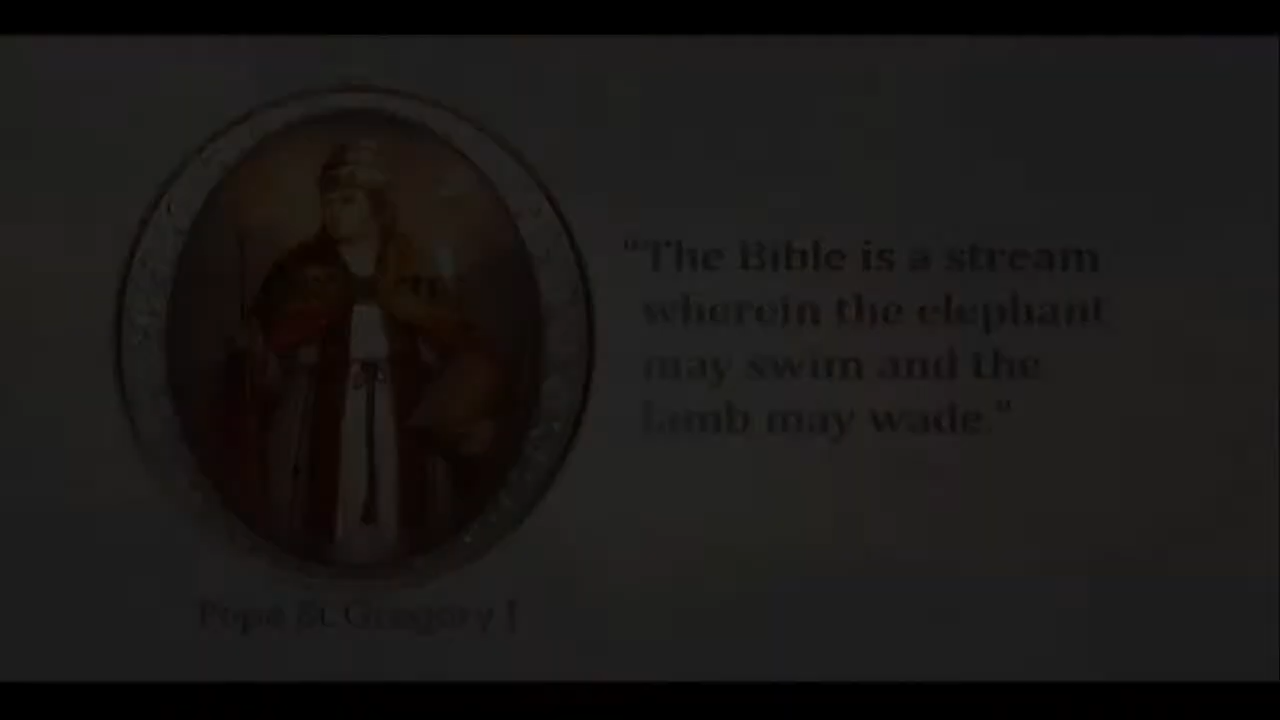 "The Bible is a stream
wherein the elephant
may swim and the
lamb may wade."
Pope St. Gregory I